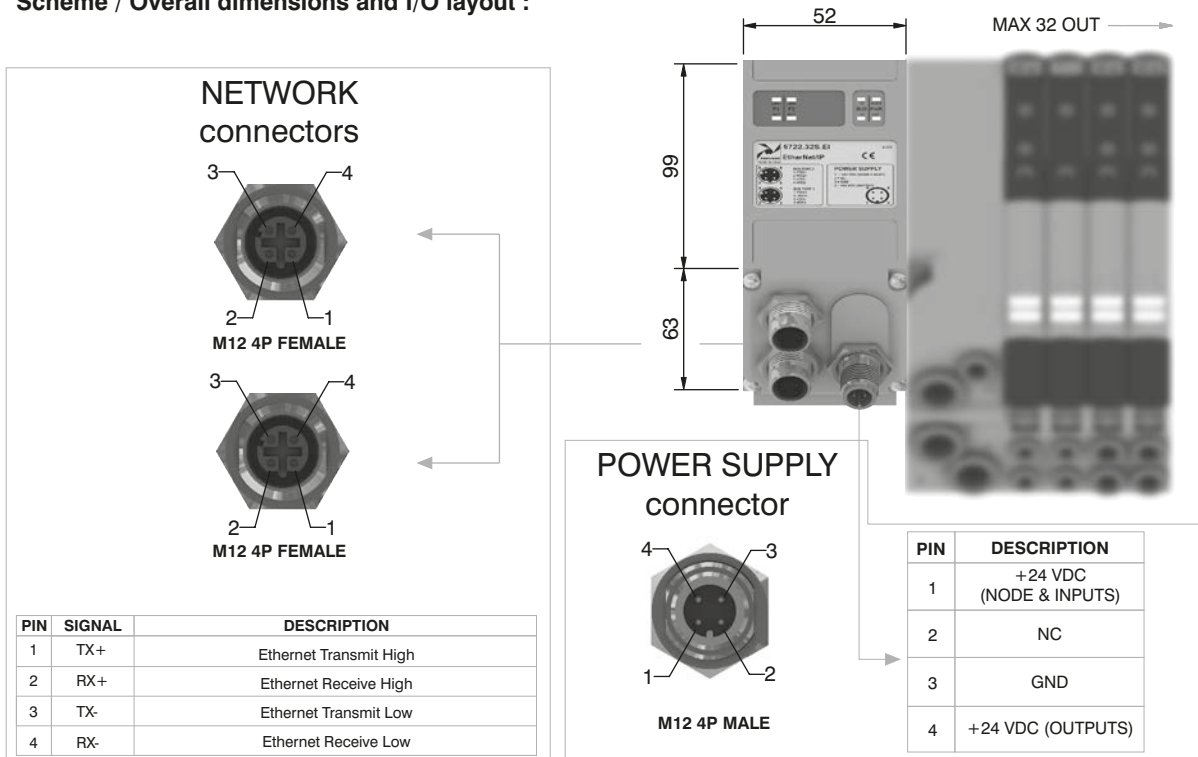 Scheme / Overall dimensions and I/O layout :
52
MAX 32 OUT
99
63
5722.32S.EI
EtherNet/IP
CE
POWER SUPPLY
NETWORK
connectors
3
4
2
1
M12 4P FEMALE
3
4
2
1
M12 4P FEMALE
PIN SIGNAL DESCRIPTION
1 TX+ Ethernet Transmit High
2 RX+ Ethernet Receive High
3 TX- Ethernet Transmit Low
4 RX- Ethernet Receive Low
POWER SUPPLY
connector
4
3
1
2
M12 4P MALE
PIN DESCRIPTION
1 +24 VDC
(NODE & INPUTS)
2 NC
3 GND
4 +24 VDC (OUTPUTS)